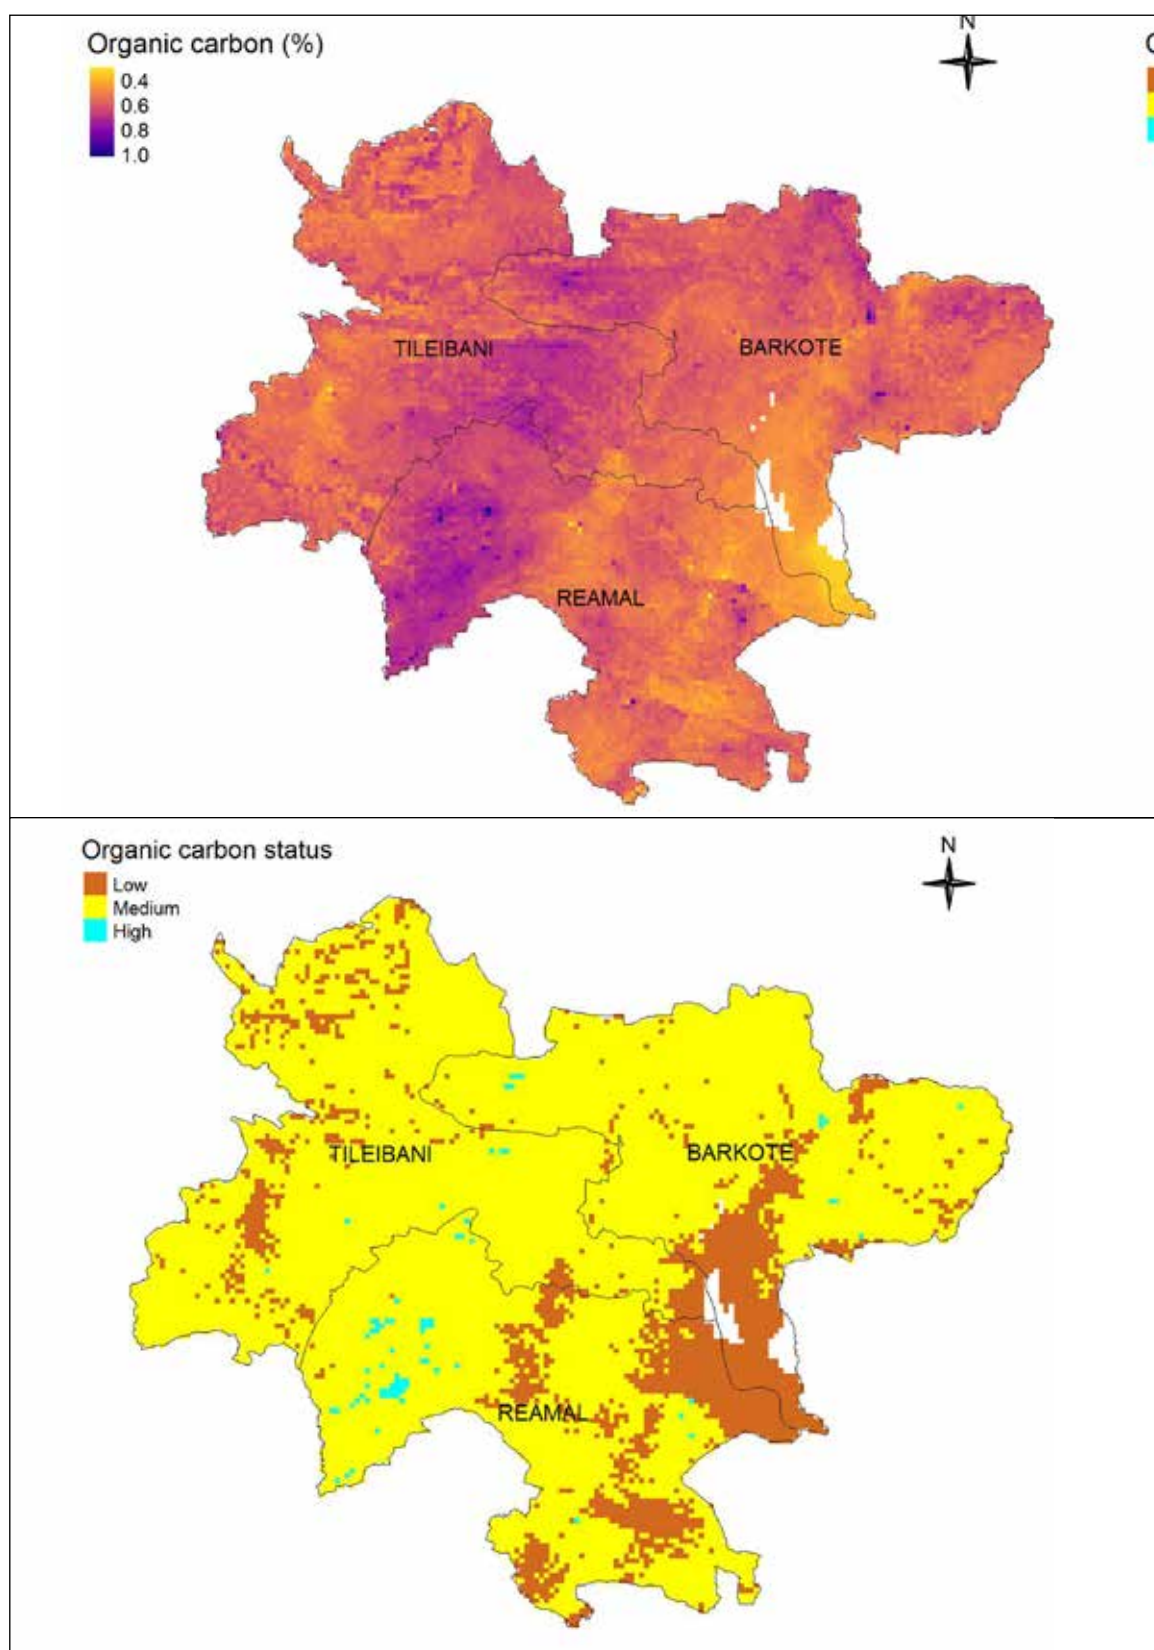 Organic carbon (%)
N
0.4
0.6
0.8
1.0
TILEIBANI
BARKOTE
REAMAL
Organic carbon status
N
Low
Medium
High
TILEIBANI
BARKOTE
REAMAL